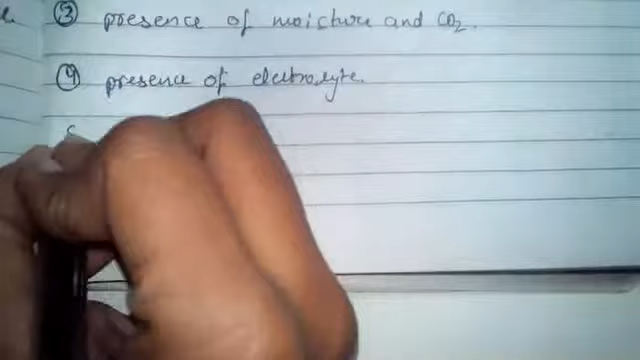 ③ presence of moisture and CO2.
④ presence of electrolyte.